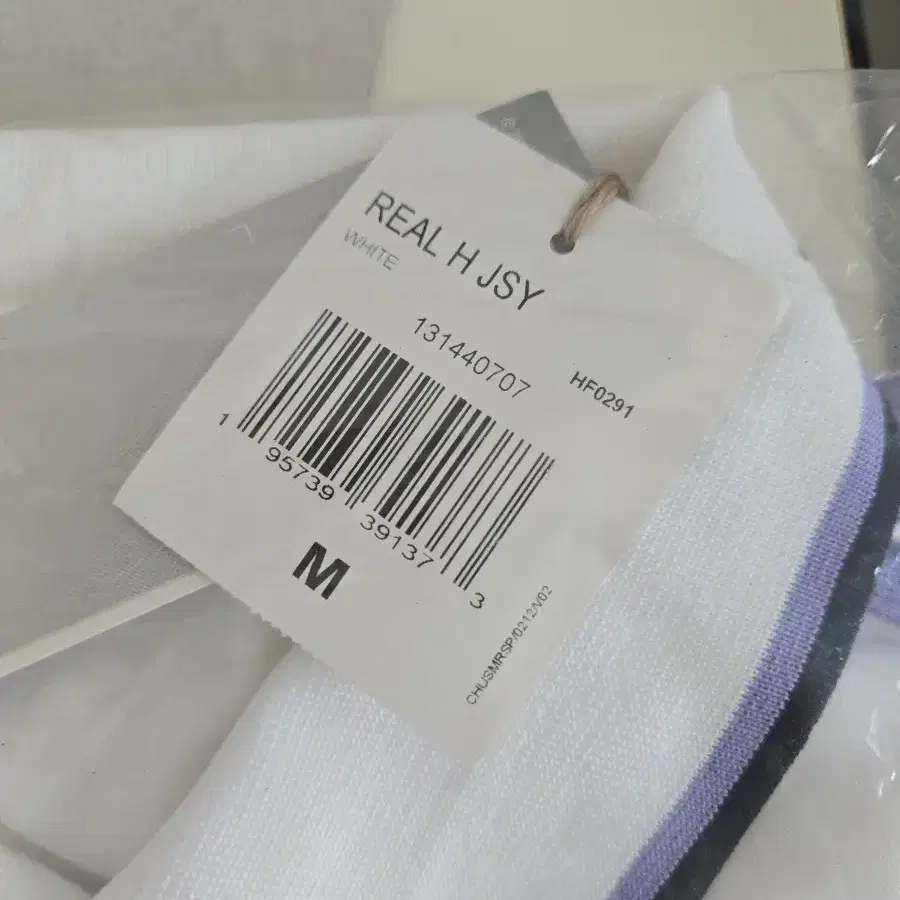 REAL H JSY
WHITE
131440707
HF0291
1 95739 39137 3
M
CHUSMRSP/0212/V02